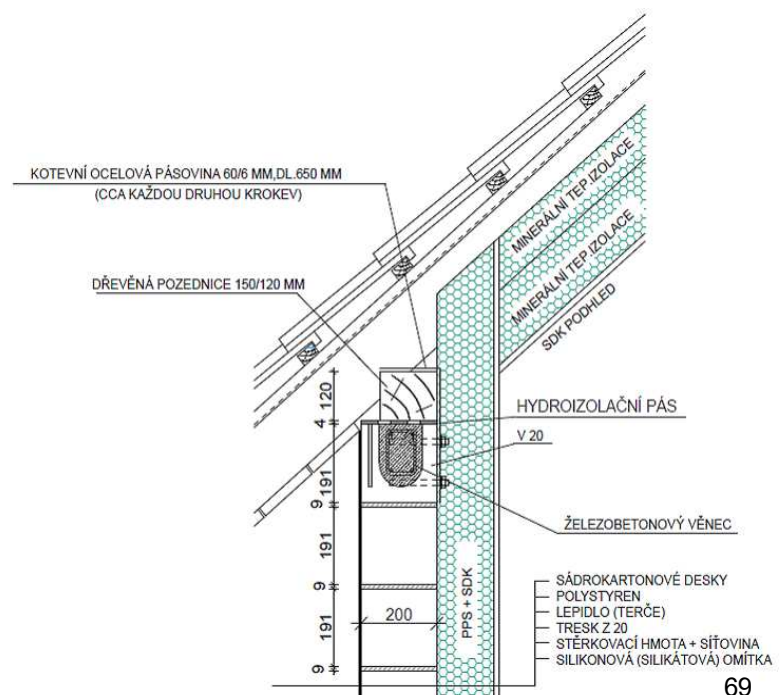 KOTEVNÍ OCELOVÁ PÁSOVINA 60/6 MM,DL.650 MM
(CCA KAŽDOU DRUHOU KROKEV)
DŘEVĚNÁ POZEDNICE 150/120 MM
MINERÁLNÍ TEP.IZOLACE
MINERÁLNÍ TEP.IZOLACE
SDK PODHLED
HYDROIZOLAČNÍ PÁS
V 20
ŽELEZOBETONOVÝ VĚNEC
120
4
191
9
191
9
191
9
200
PPS + SDK
SÁDROKARTONOVÉ DESKY
POLYSTYREN
LEPIDLO (TERČE)
TRESK Z 20
STĚRKOVACÍ HMOTA + SÍŤOVINA
SILIKONOVÁ (SILIKÁTOVÁ) OMÍTKA
69